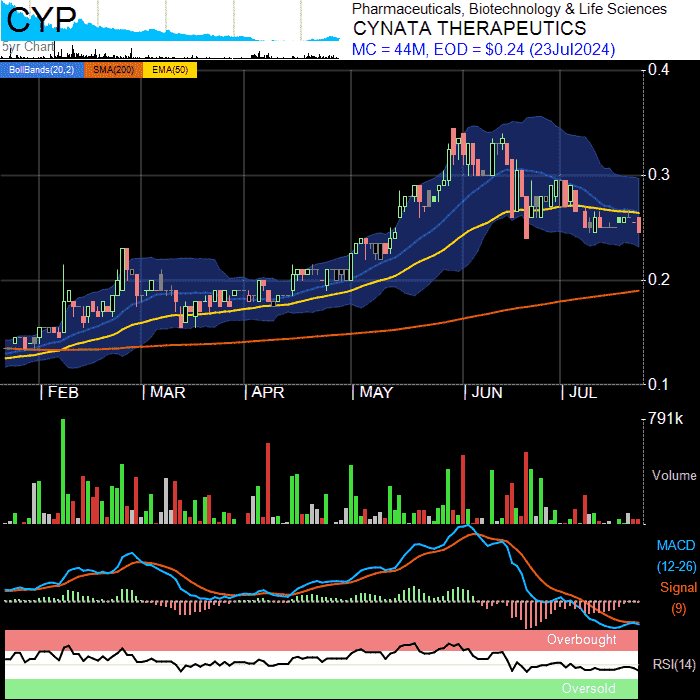 CYP
5yr Chart
Pharmaceuticals, Biotechnology & Life Sciences
CYNATA THERAPEUTICS
MC = 44M, EOD = $0.24 (23Jul2024)
BollBands(20,2) SMA(200) EMA(50)
0.4
0.3
0.2
0.1
FEB MAR APR MAY JUN JUL
791k
Volume
MACD
(12-26)
Signal
(9)
Overbought
RSI(14)
Oversold